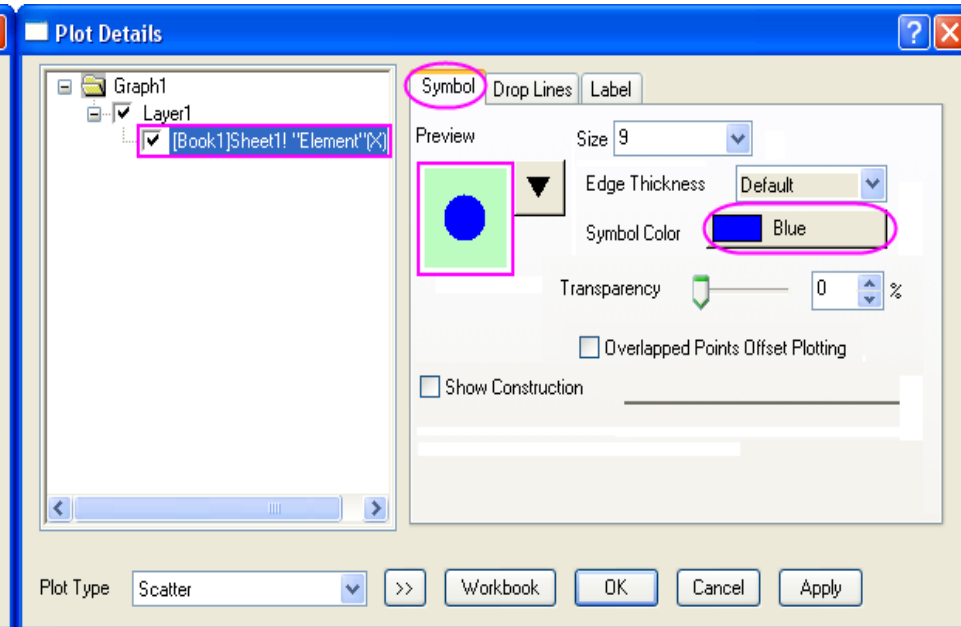 Plot Details
Graph1
Layer1
[Book1]Sheet1! "Element"(X)
Symbol Drop Lines Label
Preview
Size 9
Edge Thickness Default
Symbol Color Blue
Transparency 0 %
Overlapped Points Offset Plotting
Show Construction
Plot Type Scatter >> Workbook OK Cancel Apply